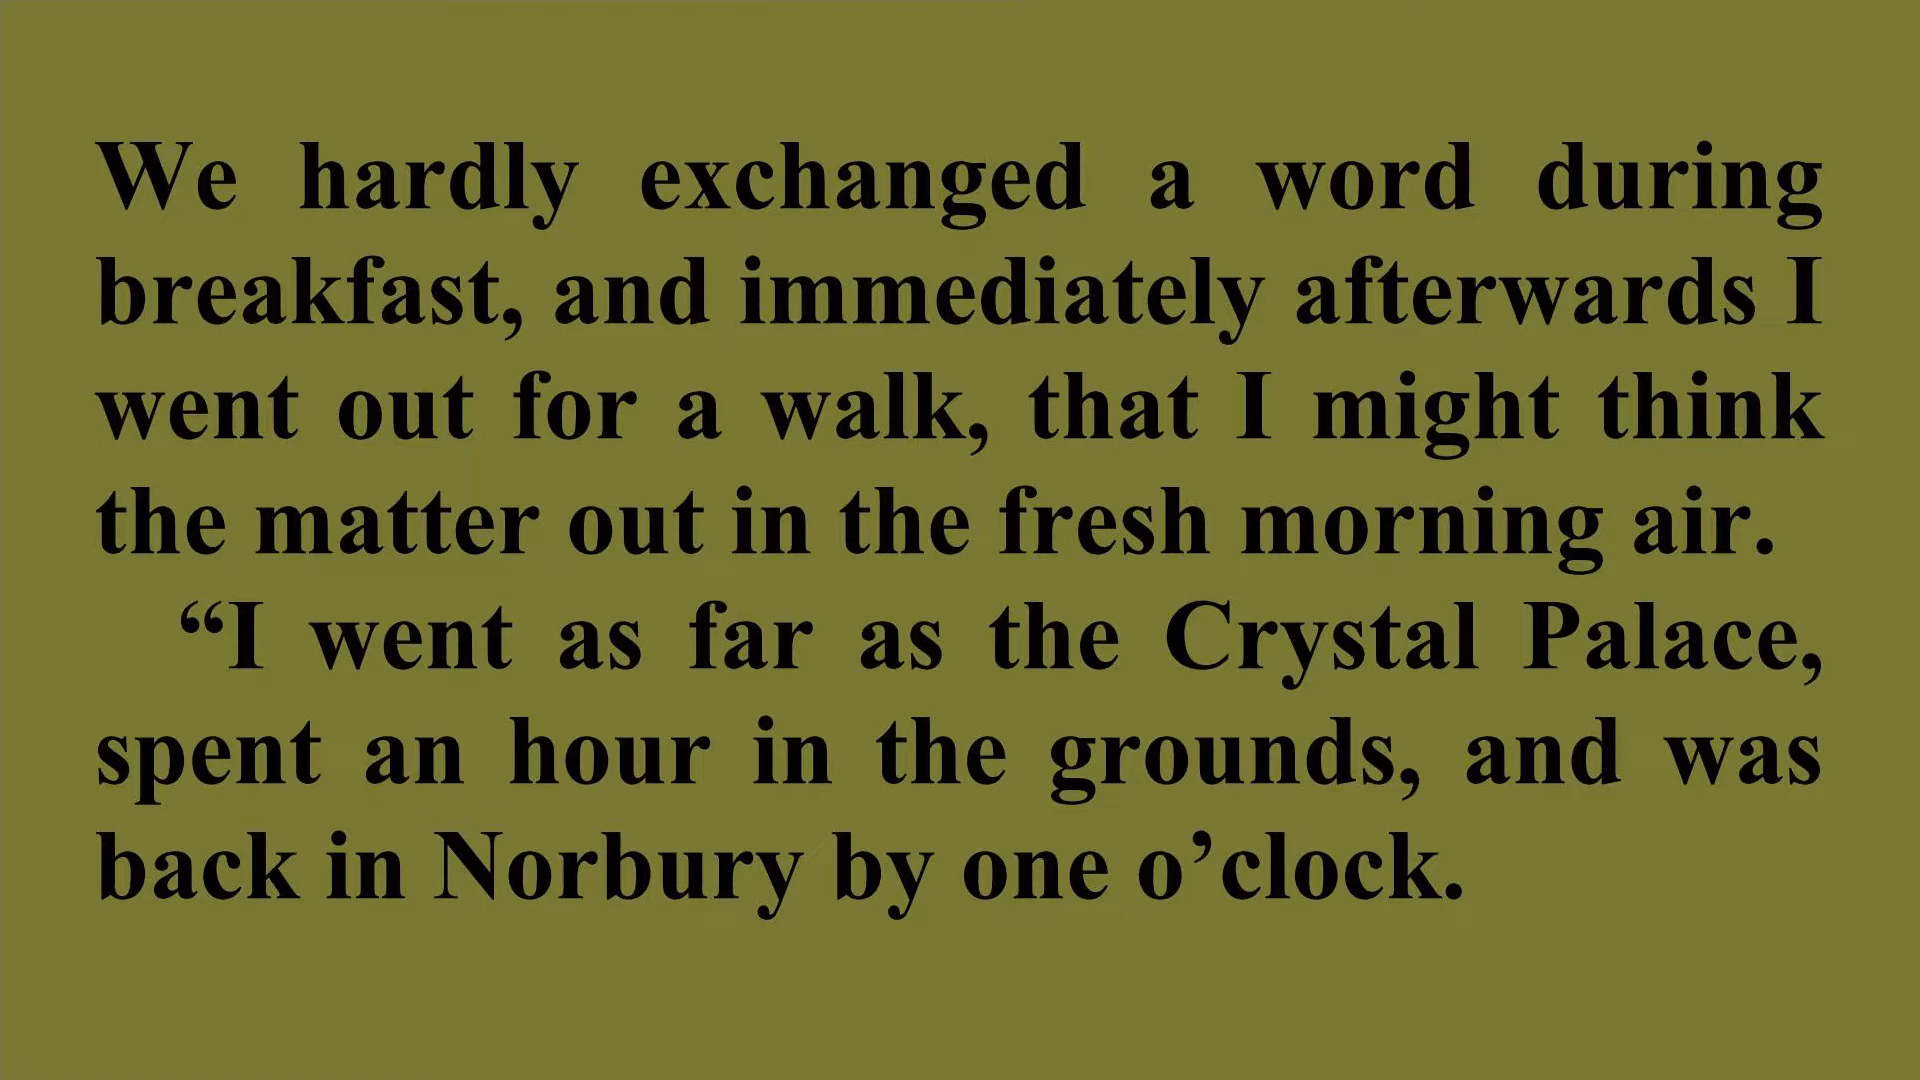 We hardly exchanged a word during
breakfast, and immediately afterwards I
went out for a walk, that I might think
the matter out in the fresh morning air.
“I went as far as the Crystal Palace,
spent an hour in the grounds, and was
back in Norbury by one o’clock.